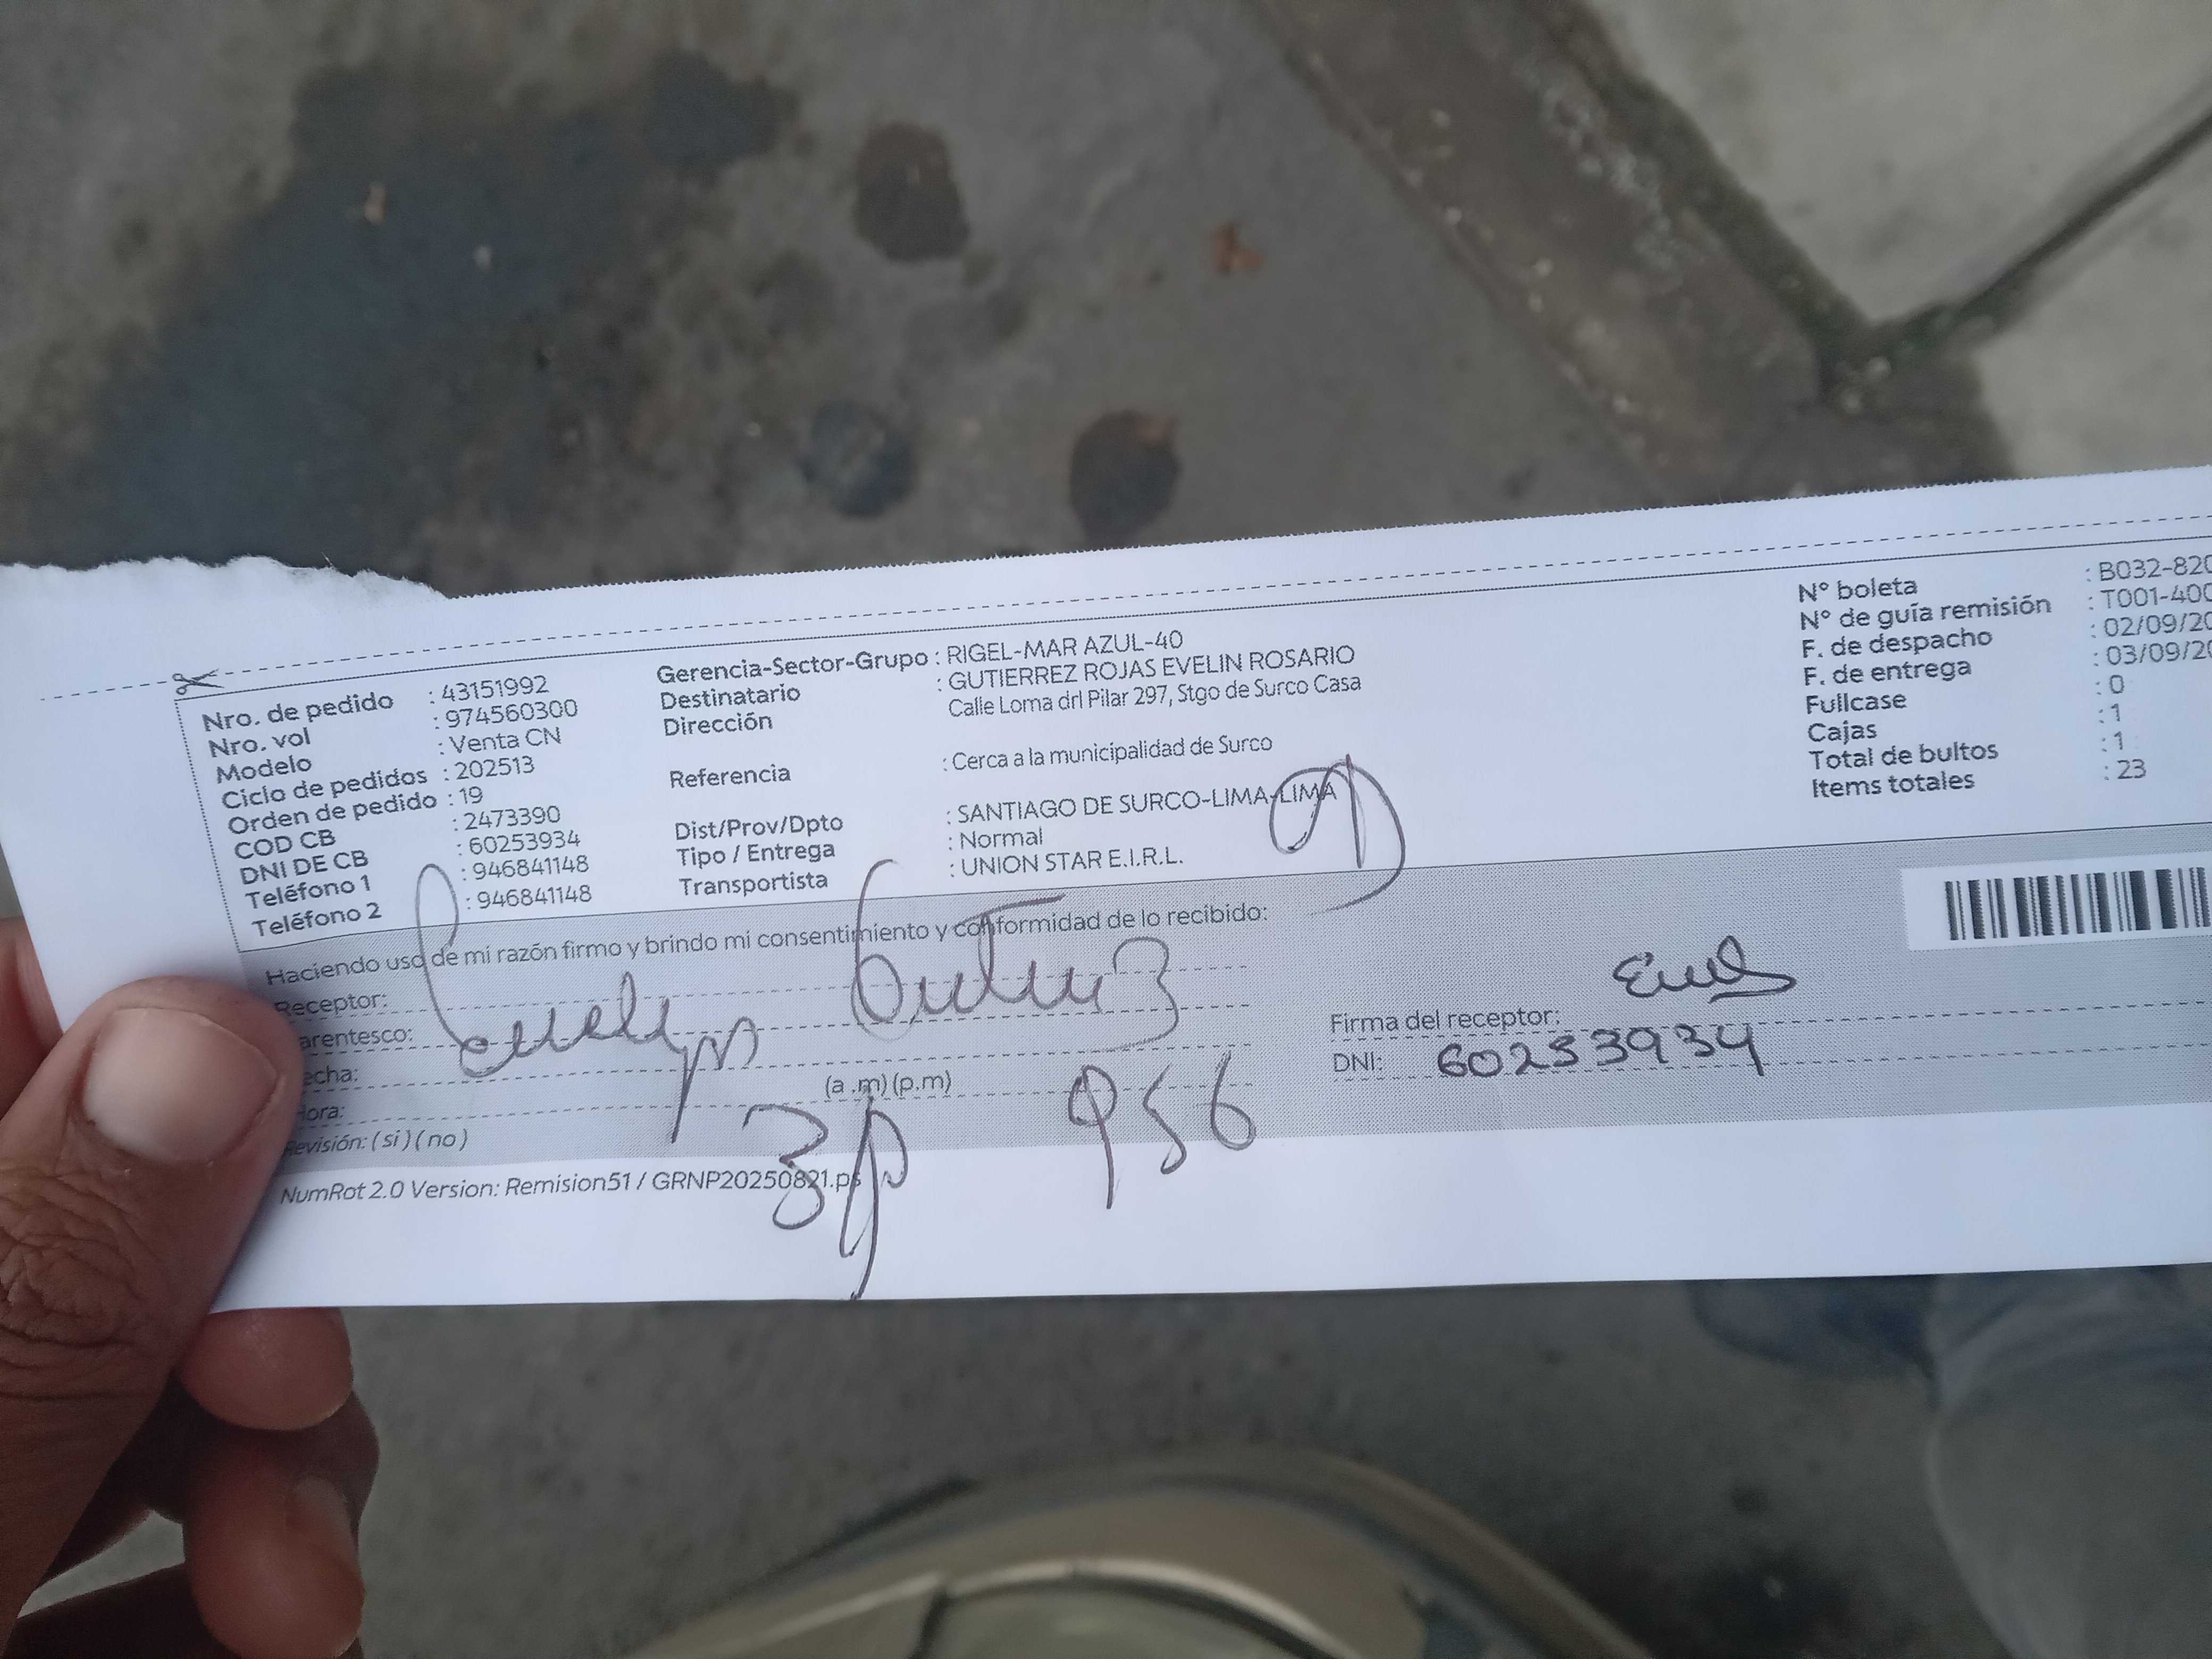 Nro. de pedido : 43151992
Nro. vol : 974560300
Modelo : Venta CN
Ciclo de pedidos : 202513
Orden de pedido : 19
COD CB : 2473390
DNI DE CB : 60253934
Teléfono 1 : 946841148
Teléfono 2 : 946841148
Gerencia-Sector-Grupo : RIGEL-MAR AZUL-40
Destinatario : GUTIERREZ ROJAS EVELIN ROSARIO
Dirección Calle Loma drl Pilar 297, Stgo de Surco Casa
Referencia : Cerca a la municipalidad de Surco
Dist/Prov/Dpto : SANTIAGO DE SURCO-LIMA-LIMA
Tipo / Entrega : Normal
Transportista : UNION STAR E.I.R.L.
N° boleta : B032-820
N° de guía remisión : T001-400
F. de despacho : 02/09/20
F. de entrega : 03/09/20
Fullcase : 0
Cajas : 1
Total de bultos : 1
Items totales : 23
Haciendo uso de mi razón firmo y brindo mi consentimiento y conformidad de lo recibido:
Receptor:
arentesco:
echa:
Hora: (a .m) (p.m)
Revisión: ( si ) ( no )
3p 956
Firma del receptor:
DNI: 60253934
NumRot 2.0 Version: Remision51 / GRNP20250821.ps